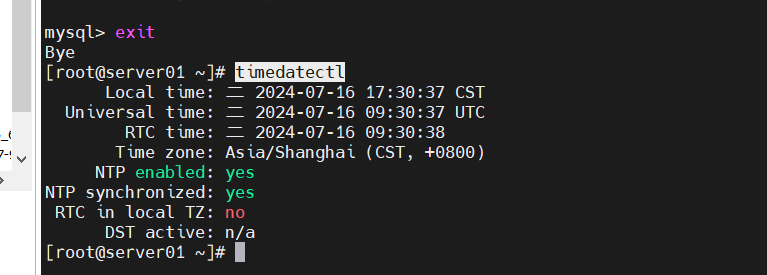 mysql> exit
Bye
[root@server01 ~]# timedatectl
Local time: 二 2024-07-16 17:30:37 CST
Universal time: 二 2024-07-16 09:30:37 UTC
RTC time: 二 2024-07-16 09:30:38
Time zone: Asia/Shanghai (CST, +0800)
NTP enabled: yes
NTP synchronized: yes
RTC in local TZ: no
DST active: n/a
[root@server01 ~]#